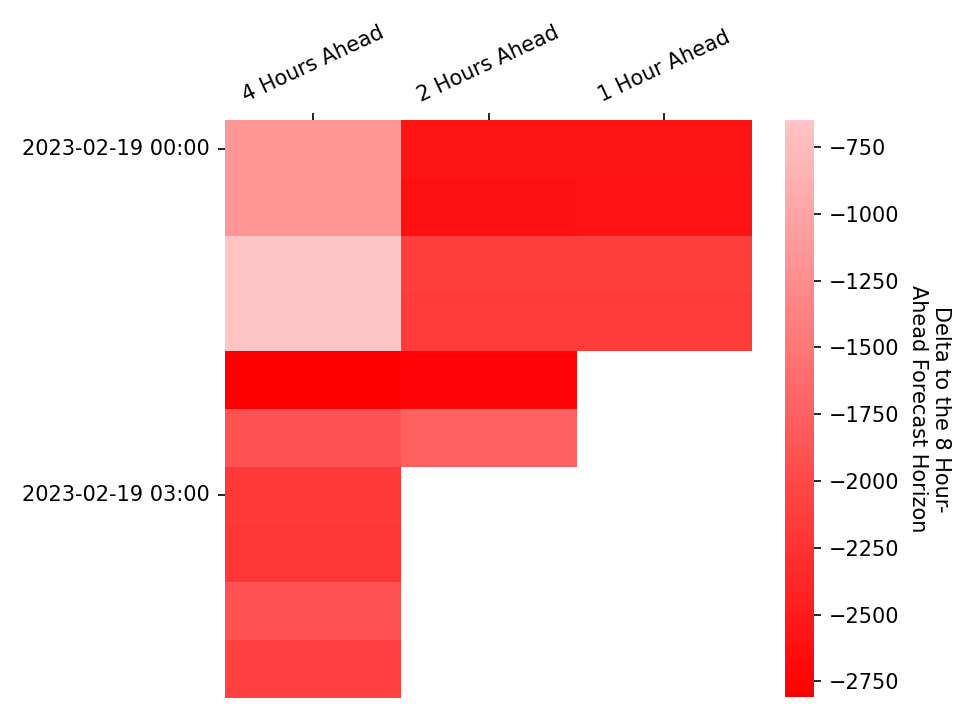 4 Hours Ahead
2 Hours Ahead
1 Hour Ahead
2023-02-19 00:00
2023-02-19 03:00
−750
−1000
−1250
−1500
−1750
−2000
−2250
−2500
−2750
Delta to the 8 Hour-
Ahead Forecast Horizon